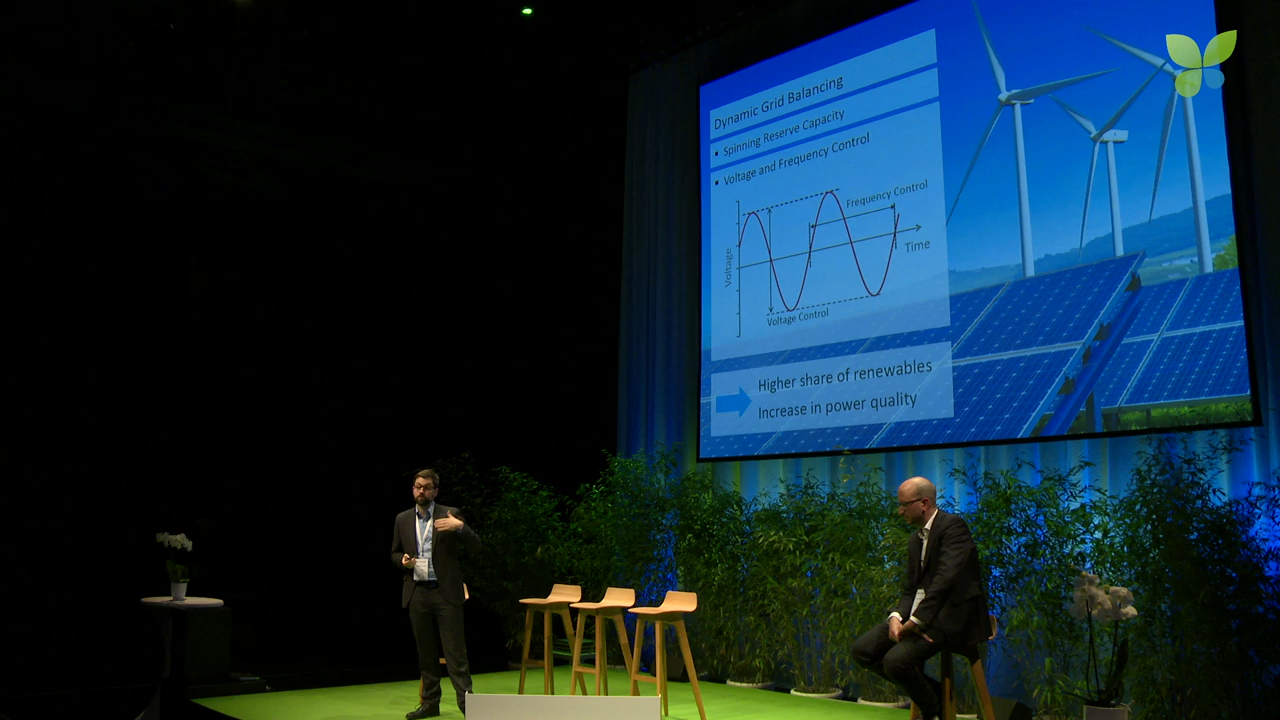 Dynamic Grid Balancing
▪ Spinning Reserve Capacity
▪ Voltage and Frequency Control
Frequency Control
Voltage
Time
Voltage Control
Higher share of renewables
Increase in power quality